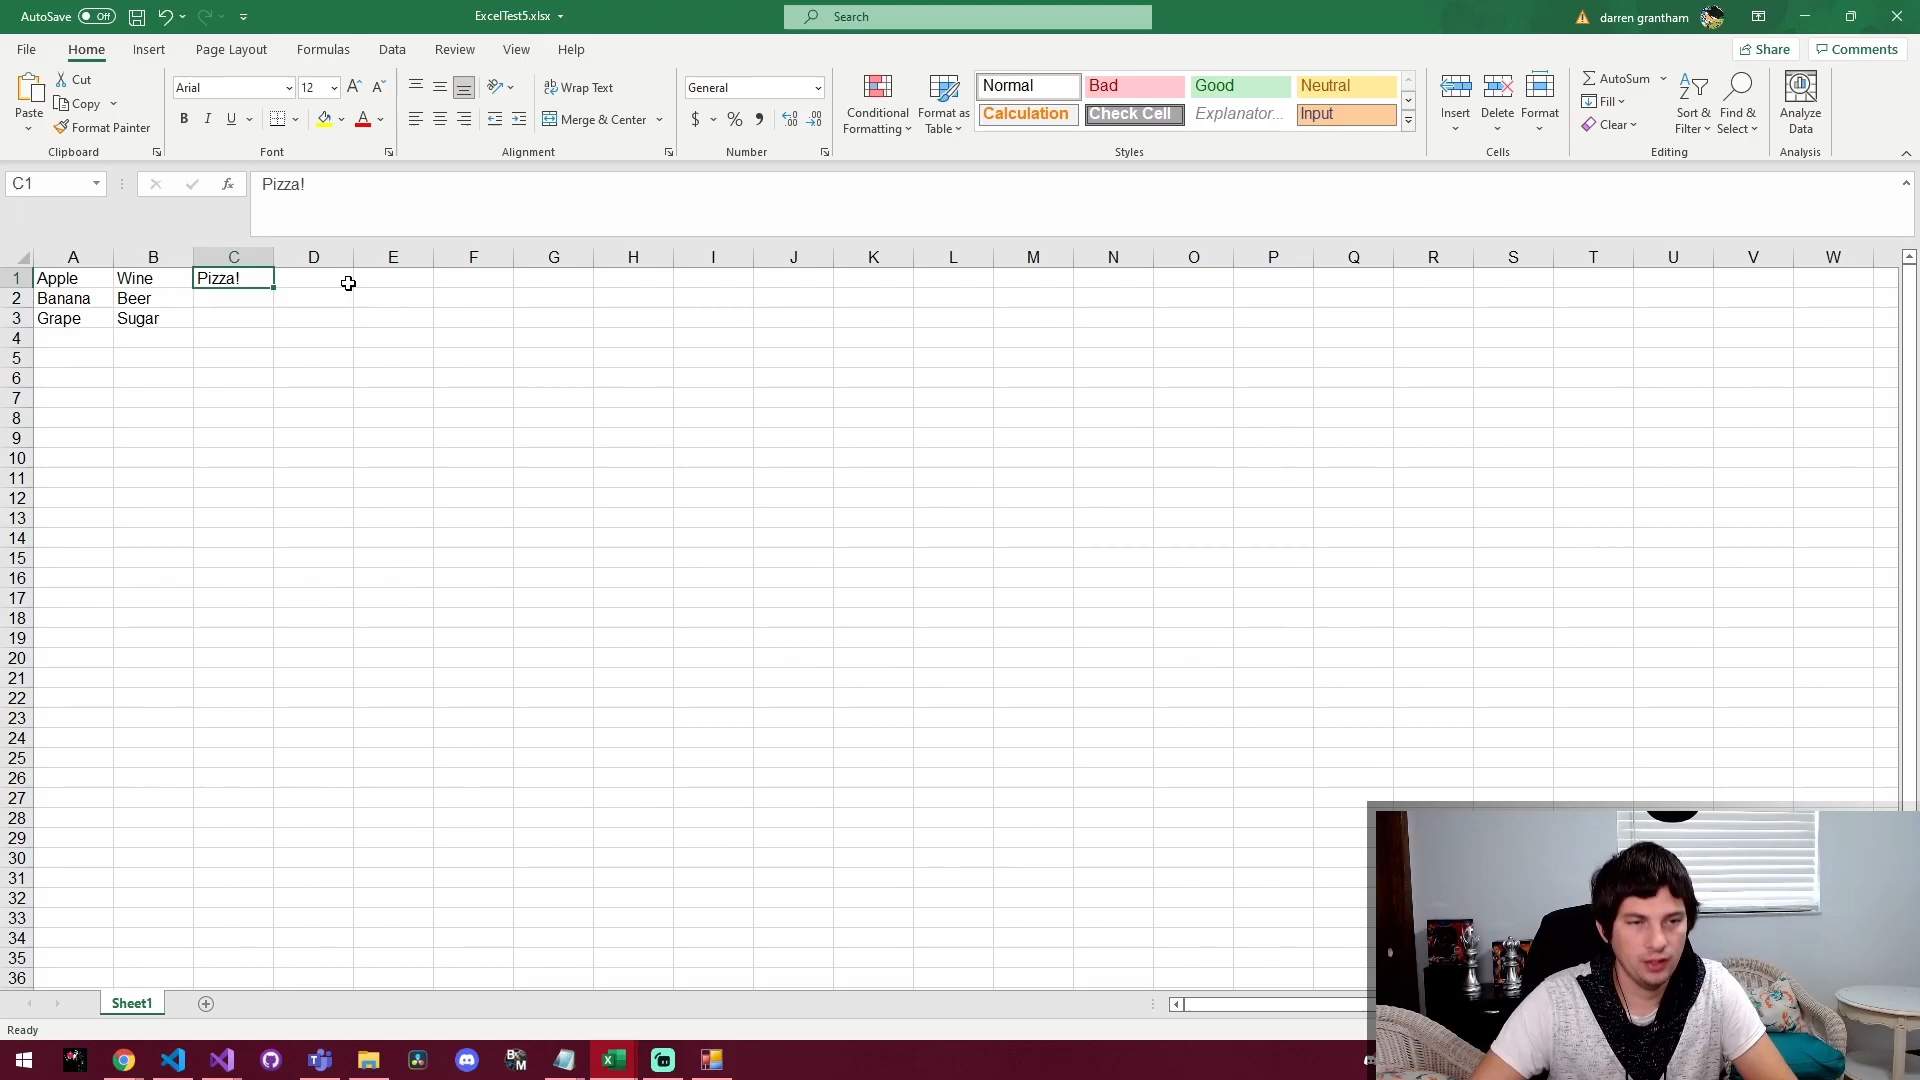 AutoSave Off ExcelTest5.xlsx Search darren grantham
File Home Insert Page Layout Formulas Data Review View Help Share Comments
Paste Cut Copy Format Painter
Clipboard
Arial 12 A A
B I U A
Font
ab Wrap Text
Merge & Center
Alignment
General
$ % ,
Number
Conditional Formatting
Format as Table
Normal Bad Good Neutral
Calculation Check Cell Explanator... Input
Styles
Insert Delete Format
Cells
AutoSum
Fill
Clear
Sort & Filter
Find & Select
Editing
Analyze Data
Analysis
C1 fx Pizza!
A B C D E F G H I J K L M N O P Q R S T U V W
1 Apple Wine Pizza!
2 Banana Beer
3 Grape Sugar
4
5
6
7
8
9
10
11
12
13
14
15
16
17
18
19
20
21
22
23
24
25
26
27
28
29
30
31
32
33
34
35
36
Sheet1
Ready